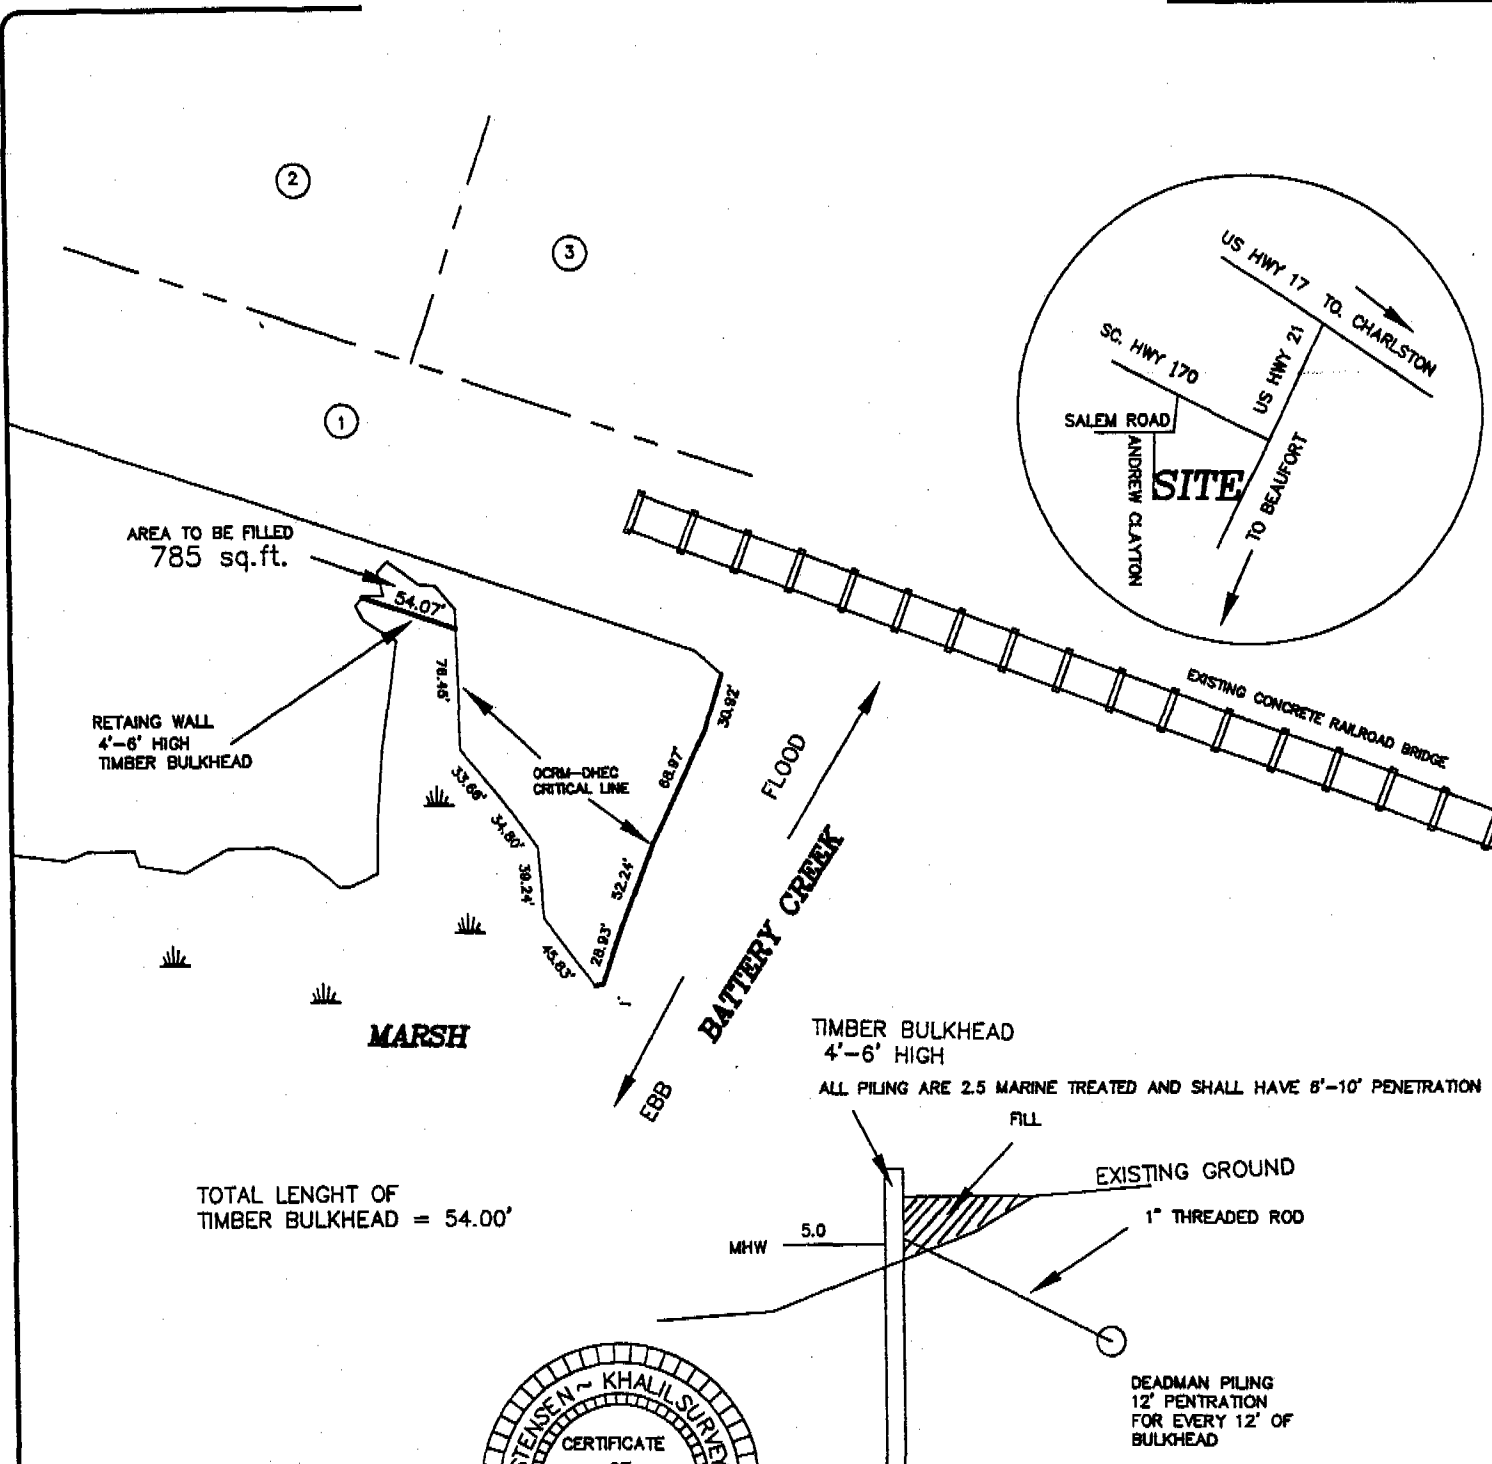 2
3
1
US HWY 17 TO. CHARLSTON
SC. HWY 170
US HWY 21
SALEM ROAD
ANDREW CLAYTON
SITE
TO BEAUFORT
AREA TO BE FILLED
785 sq.ft.
54.07'
RETAING WALL
4'-6' HIGH
TIMBER BULKHEAD
78.45'
33.66'
34.80'
39.24'
45.83'
OCRM-DHEC
CRITICAL LINE
30.92'
68.97'
52.24'
28.93'
EXISTING CONCRETE RAILROAD BRIDGE
FLOOD
BATTERY CREEK
EBB
MARSH
TOTAL LENGHT OF
TIMBER BULKHEAD = 54.00'
TIMBER BULKHEAD
4'-6' HIGH
ALL PILING ARE 2.5 MARINE TREATED AND SHALL HAVE 8'-10' PENETRATION
FILL
EXISTING GROUND
1" THREADED ROD
MHW 5.0
DEADMAN PILING
12' PENTRATION
FOR EVERY 12' OF
BULKHEAD
STENSEN ~ KHALIL SURVEY
CERTIFICATE